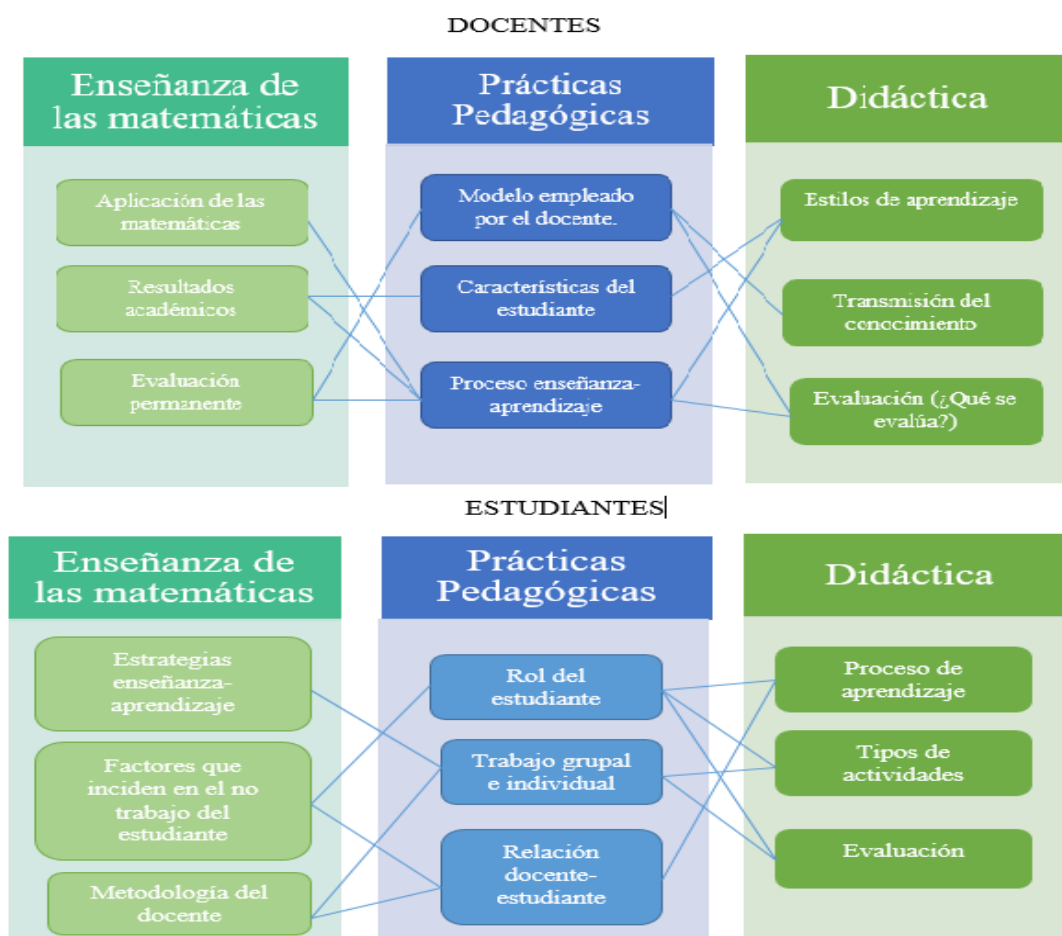 DOCENTES
Enseñanza de
las matemáticas
Aplicación de las
matemáticas
Resultados
académicos
Evaluación
permanente
Prácticas
Pedagógicas
Modelo empleado
por el docente.
Características del
estudiante
Proceso enseñanza-
aprendizaje
Didáctica
Estilos de aprendizaje
Transmisión del
conocimiento
Evaluación (¿Qué se
evalúa?)
ESTUDIANTES
Enseñanza de
las matemáticas
Estrategias
enseñanza-
aprendizaje
Factores que
inciden en el no
trabajo del
estudiante
Metodología del
docente
Prácticas
Pedagógicas
Rol del
estudiante
Trabajo grupal
e individual
Relación
docente-
estudiante
Didáctica
Proceso de
aprendizaje
Tipos de
actividades
Evaluación